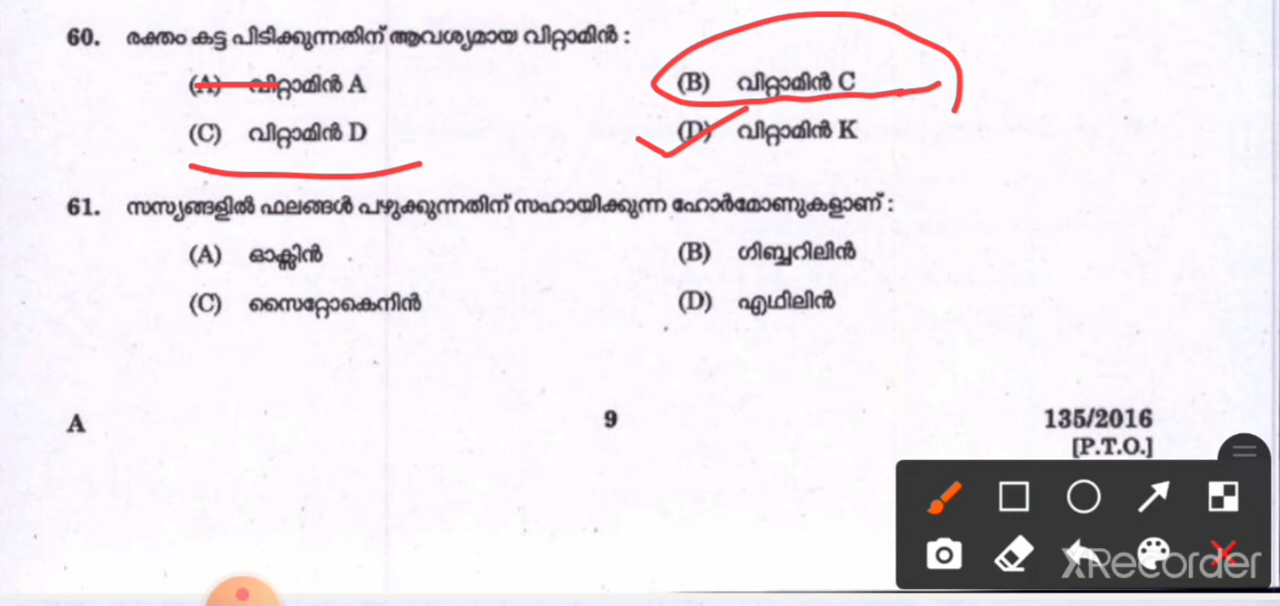 60. രക്തം കട്ട പിടിക്കുന്നതിന് ആവശ്യമായ വിറ്റാമിൻ :
(A) വിറ്റാമിൻ A (B) വിറ്റാമിൻ C
(C) വിറ്റാമിൻ D (D) വിറ്റാമിൻ K
61. സസ്യങ്ങളിൽ ഫലങ്ങൾ പഴുക്കുന്നതിന് സഹായിക്കുന്ന ഹോർമോണുകളാണ് :
(A) ഓക്സിൻ (B) ഗിബ്ബറിലിൻ
(C) സൈറ്റോകെനിൻ (D) എഥിലിൻ
A 9 135/2016
[P.T.O.]
XRecorder